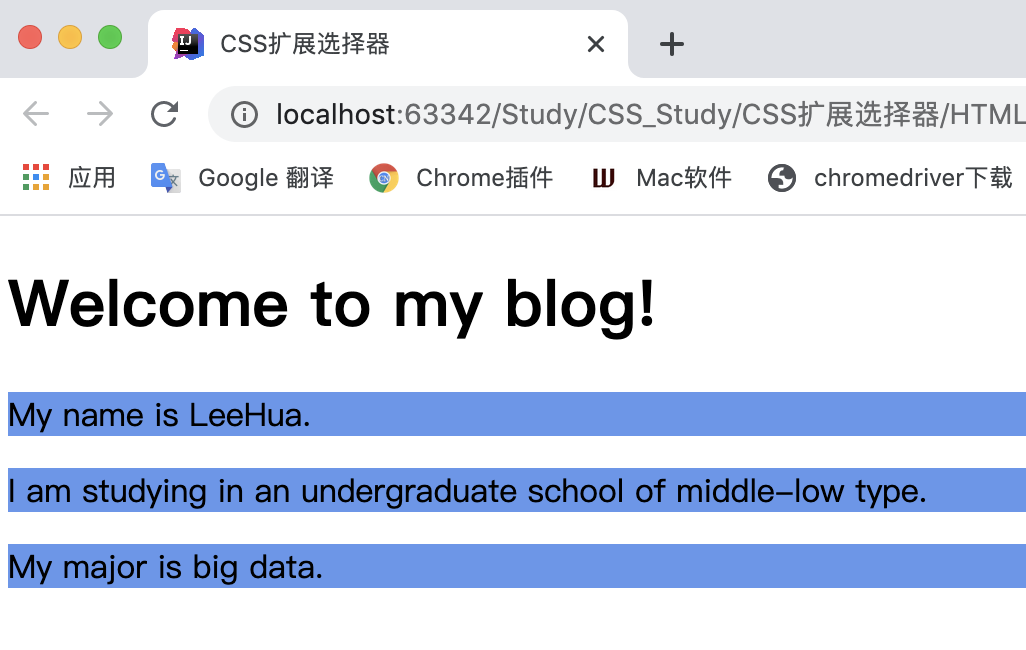 CSS扩展选择器
localhost:63342/Study/CSS_Study/CSS扩展选择器/HTML
应用 Google 翻译 Chrome插件 Mac软件 chromedriver下载
Welcome to my blog!
My name is LeeHua.
I am studying in an undergraduate school of middle-low type.
My major is big data.